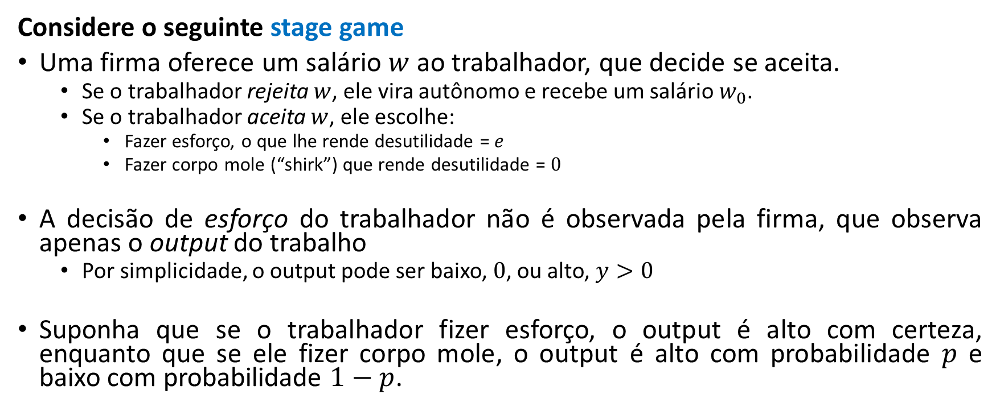 Considere o seguinte stage game
• Uma firma oferece um salário w ao trabalhador, que decide se aceita.
• Se o trabalhador rejeita w, ele vira autônomo e recebe um salário w₀.
• Se o trabalhador aceita w, ele escolhe:
• Fazer esforço, o que lhe rende desutilidade = e
• Fazer corpo mole (“shirk”) que rende desutilidade = 0
• A decisão de esforço do trabalhador não é observada pela firma, que observa
apenas o output do trabalho
• Por simplicidade, o output pode ser baixo, 0, ou alto, y > 0
• Suponha que se o trabalhador fizer esforço, o output é alto com certeza,
enquanto que se ele fizer corpo mole, o output é alto com probabilidade p e
baixo com probabilidade 1 − p.